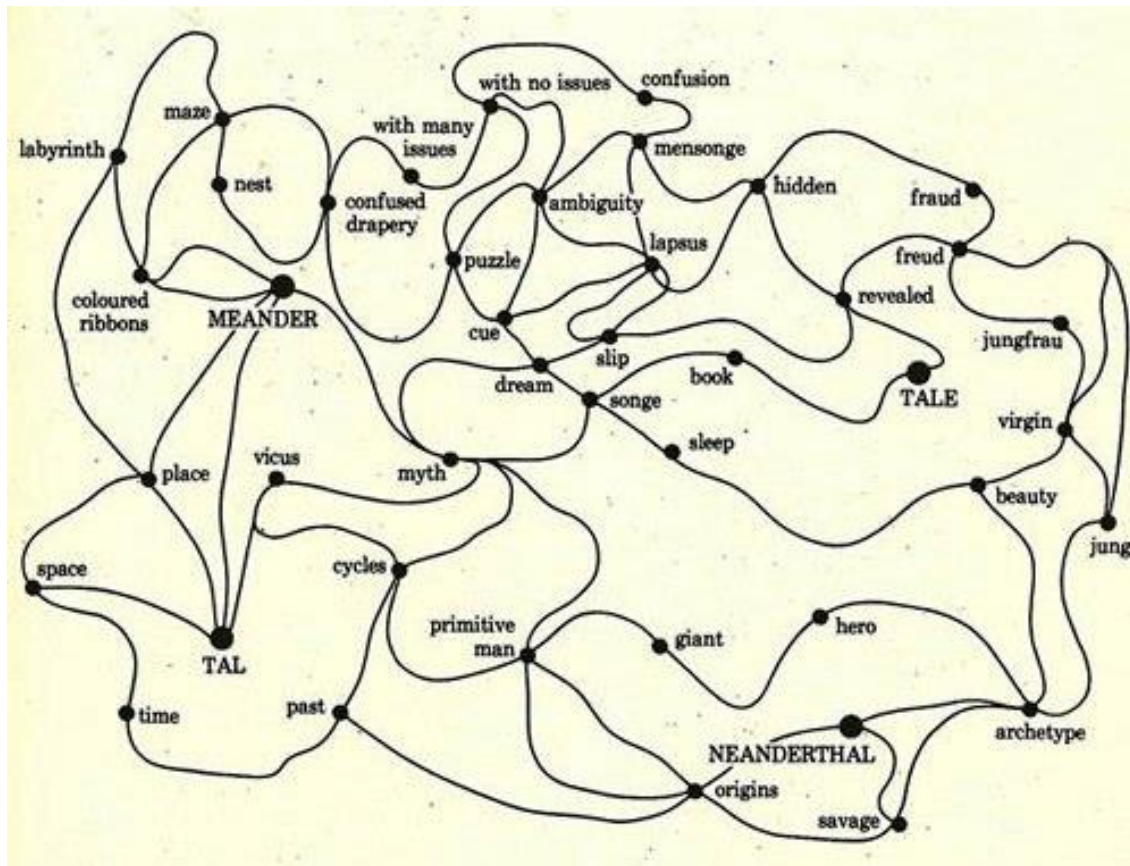 with no issues
confusion
maze
with many
issues
mensonge
labyrinth
nest
confused
drapery
ambiguity
hidden
fraud
puzzle
lapsus
freud
coloured
ribbons
MEANDER
cue
revealed
slip
jungfrau
dream
book
TALE
songe
virgin
sleep
place
vicus
myth
beauty
jung
space
cycles
primitive
man
giant
hero
TAL
time
past
NEANDERTHAL
archetype
origins
savage